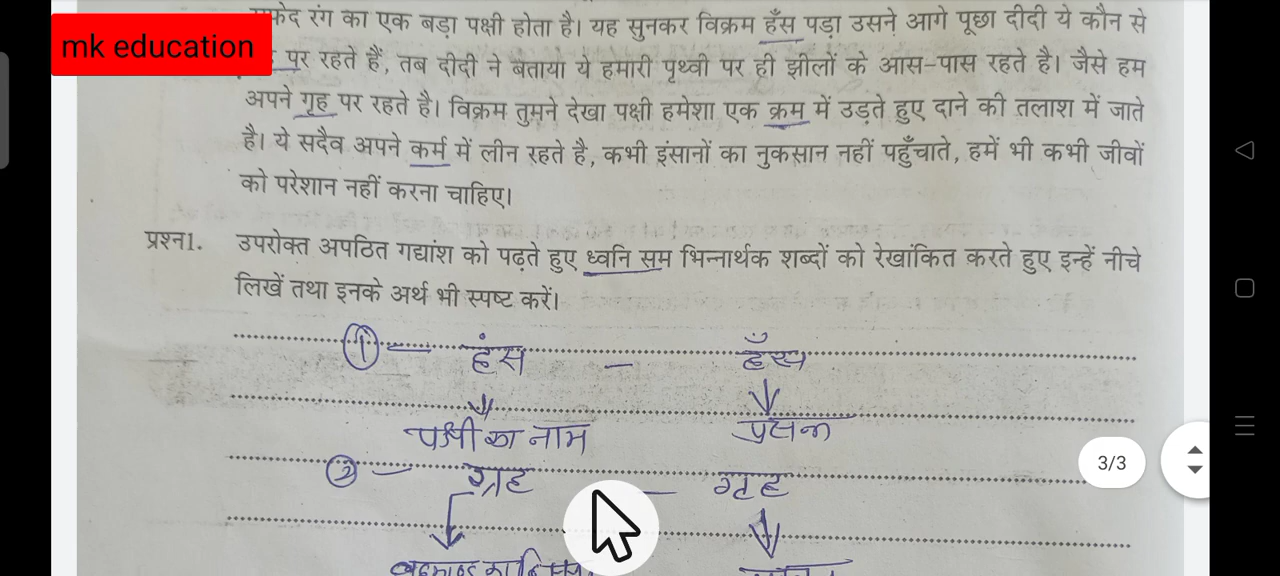 सफेद रंग का एक बड़ा पक्षी होता है। यह सुनकर विक्रम हँस पड़ा उसने आगे पूछा दीदी ये कौन से
mk education
पर रहते हैं, तब दीदी ने बताया ये हमारी पृथ्वी पर ही झीलों के आस-पास रहते है। जैसे हम
अपने गृह पर रहते है। विक्रम तुमने देखा पक्षी हमेशा एक क्रम में उड़ते हुए दाने की तलाश में जाते
है। ये सदैव अपने कर्म में लीन रहते है, कभी इंसानों का नुकसान नहीं पहुँचाते, हमें भी कभी जीवों
को परेशान नहीं करना चाहिए।
प्रश्न1. उपरोक्त अपठित गद्यांश को पढ़ते हुए ध्वनि सम भिन्नार्थक शब्दों को रेखांकित करते हुए इन्हें नीचे
लिखें तथा इनके अर्थ भी स्पष्ट करें।
① — हंस — हँस
पक्षी का नाम प्रसन्न
② — ग्रह — गृह
3/3